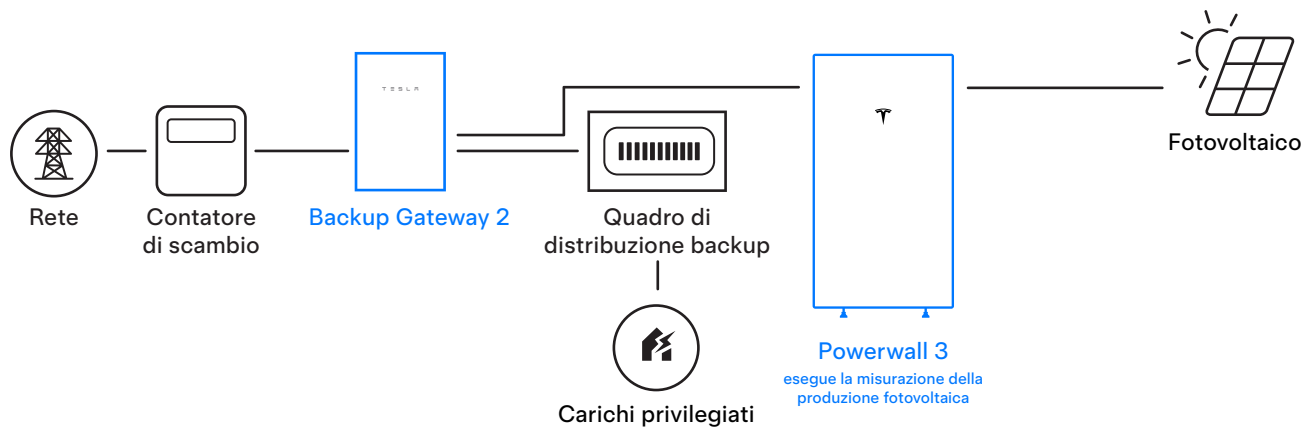 TESLA
Fotovoltaico
Rete
Contatore
di scambio
Backup Gateway 2
Quadro di
distribuzione backup
Powerwall 3
esegue la misurazione della
produzione fotovoltaica
Carichi privilegiati